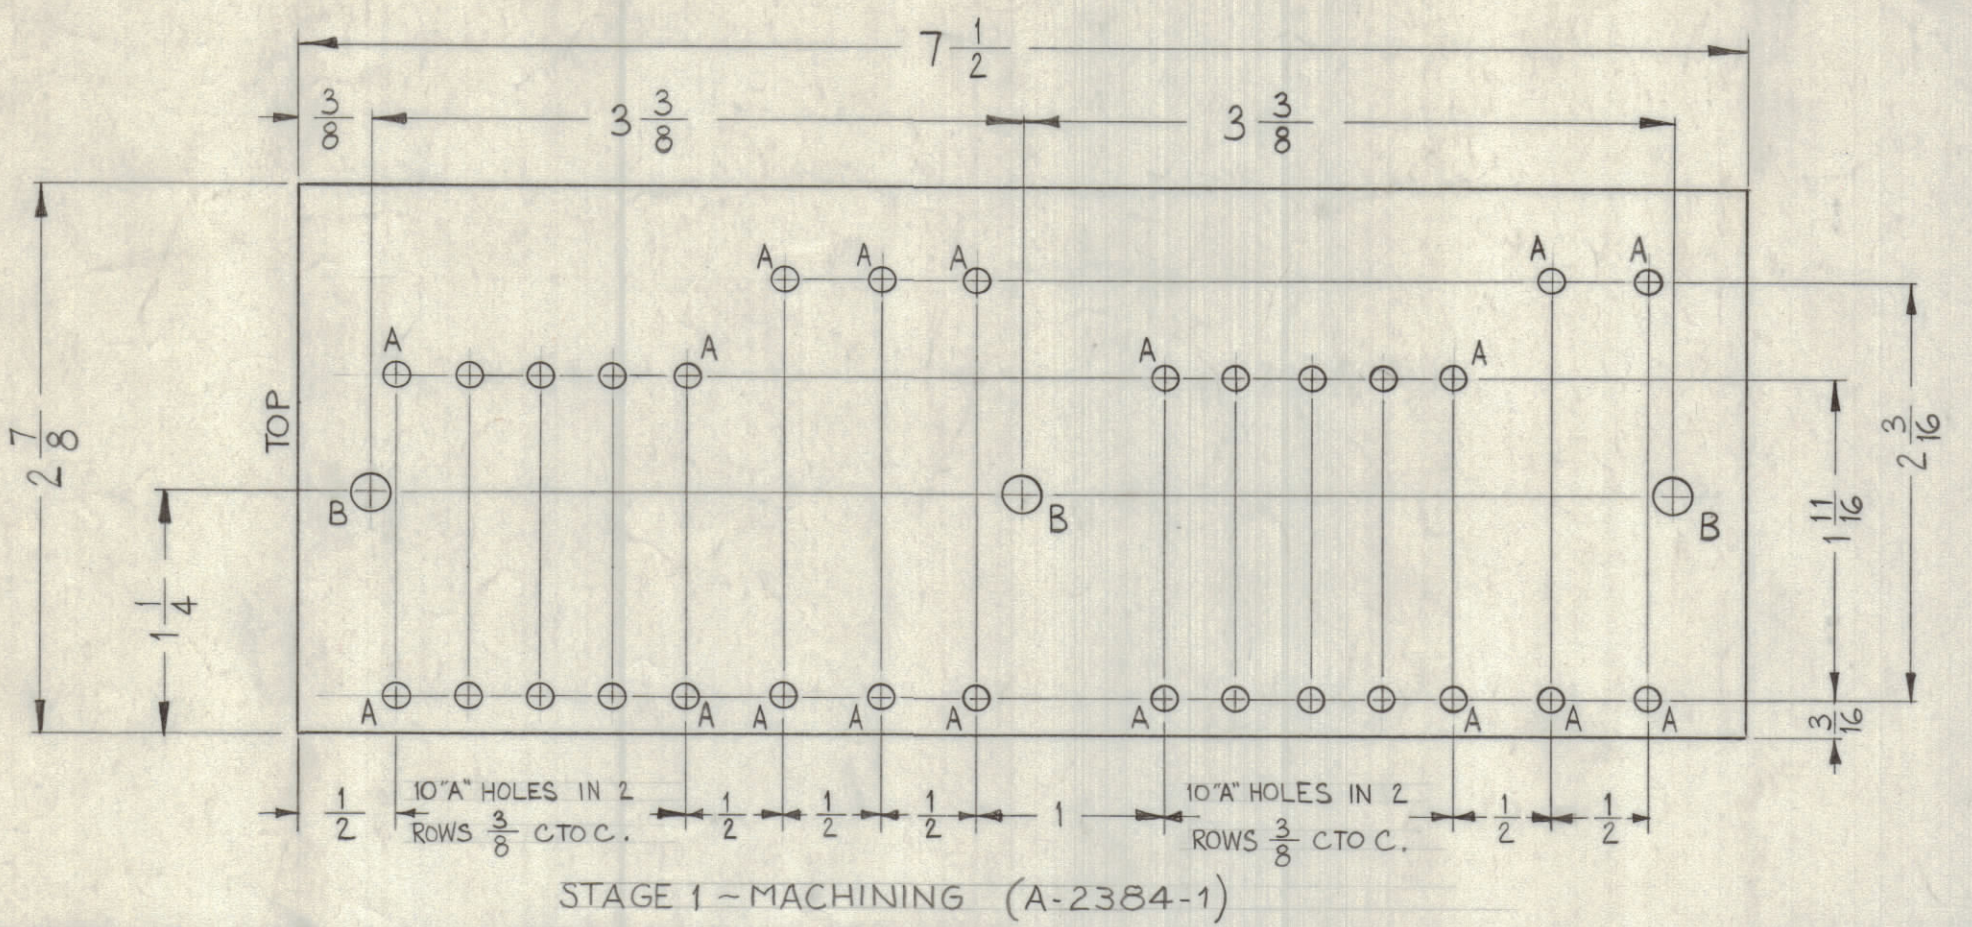 7 1/2
3/8 3 3/8 3 3/8
A A A A A
A A A A
2 7/8
TOP
1 1/4
B B B
1 11/16
2 3/16
A A A A A A A A A
3/16
1/2 10 "A" HOLES IN 2 1/2 1/2 1/2 1 10 "A" HOLES IN 2 1/2 1/2
ROWS 3/8 C TO C. ROWS 3/8 C TO C.
STAGE 1 ~ MACHINING (A-2384-1)